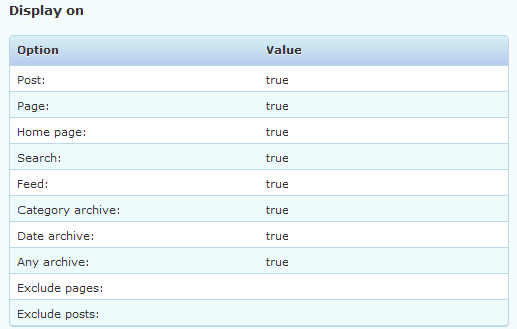 Display on
Option Value
Post: true
Page: true
Home page: true
Search: true
Feed: true
Category archive: true
Date archive: true
Any archive: true
Exclude pages:
Exclude posts: